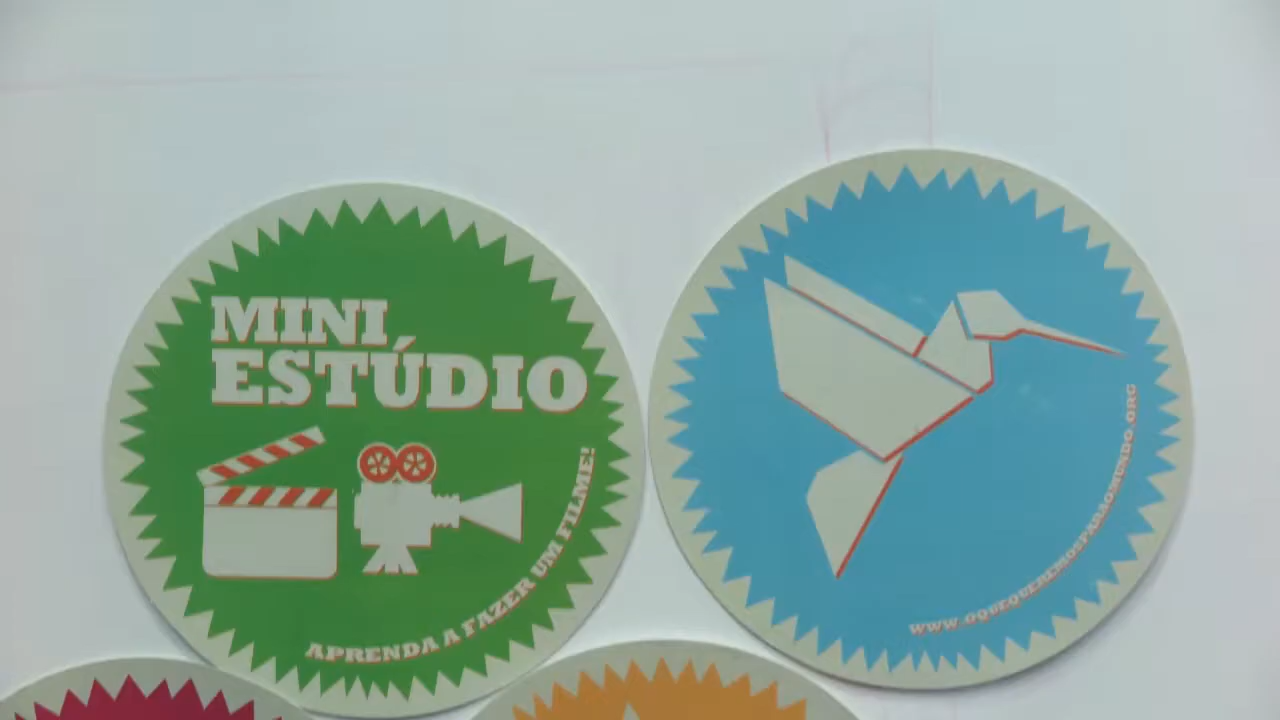 MINI
ESTÚDIO
APRENDA A FAZER UM FILME!
WWW.OQUEQUEREMOSPARAOMUNDO.ORG